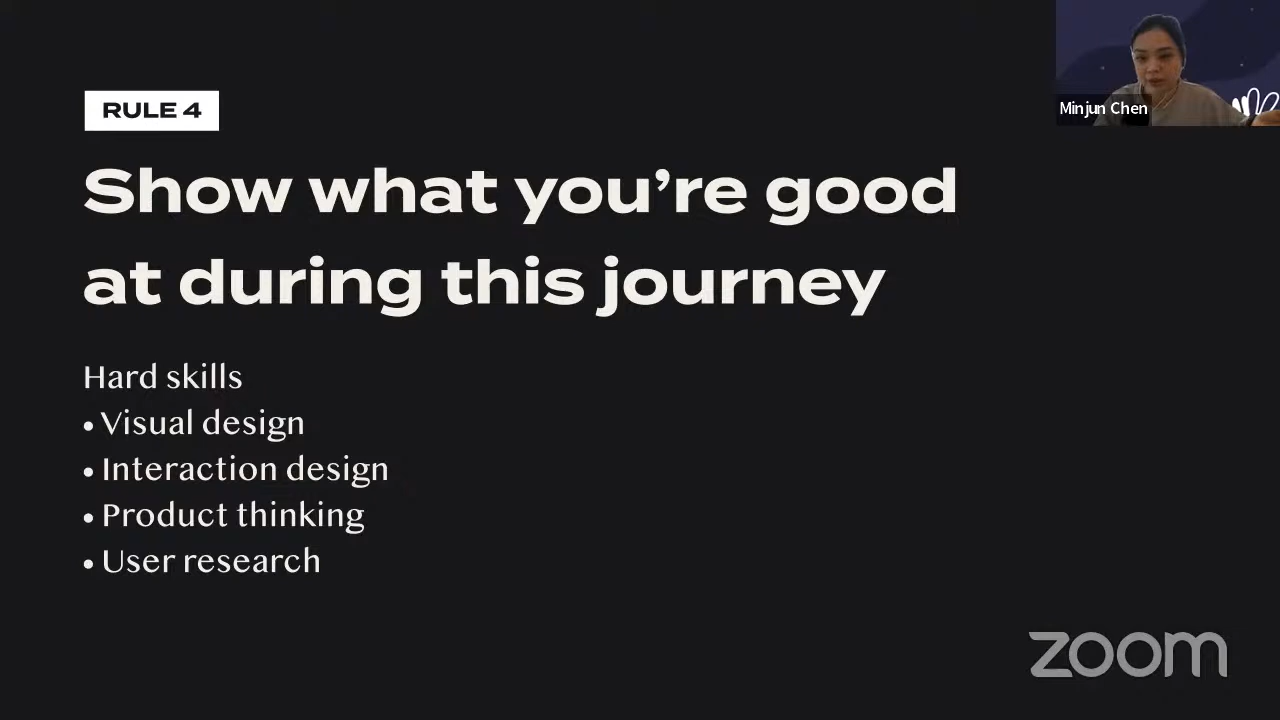 RULE 4
Show what you’re good
at during this journey
Hard skills
• Visual design
• Interaction design
• Product thinking
• User research
Minjun Chen
zoom